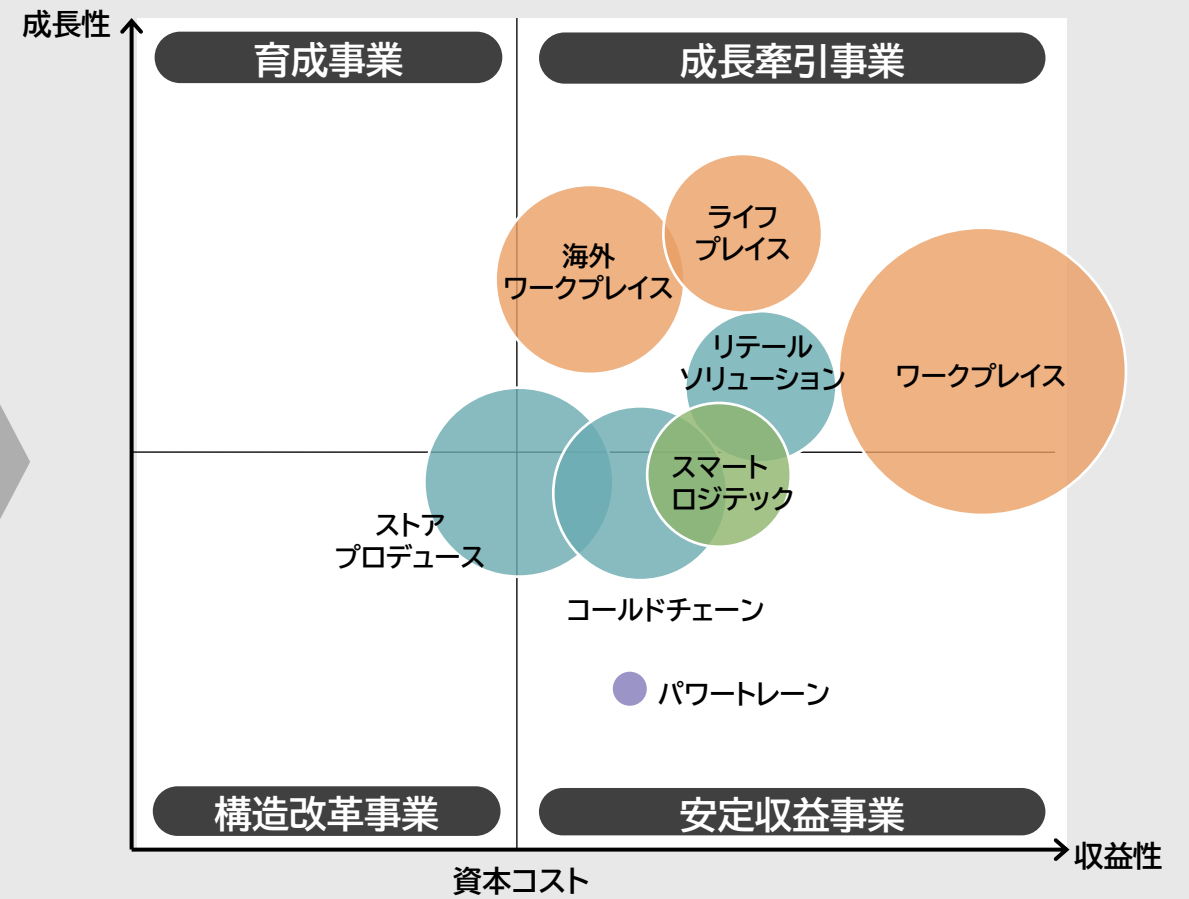 成長性
育成事業
成長牽引事業
ライフ
プレイス
海外
ワークプレイス
リテール
ソリューション
ワークプレイス
スマート
ロジテック
ストア
プロデュース
コールドチェーン
パワートレーン
構造改革事業
安定収益事業
収益性
資本コスト